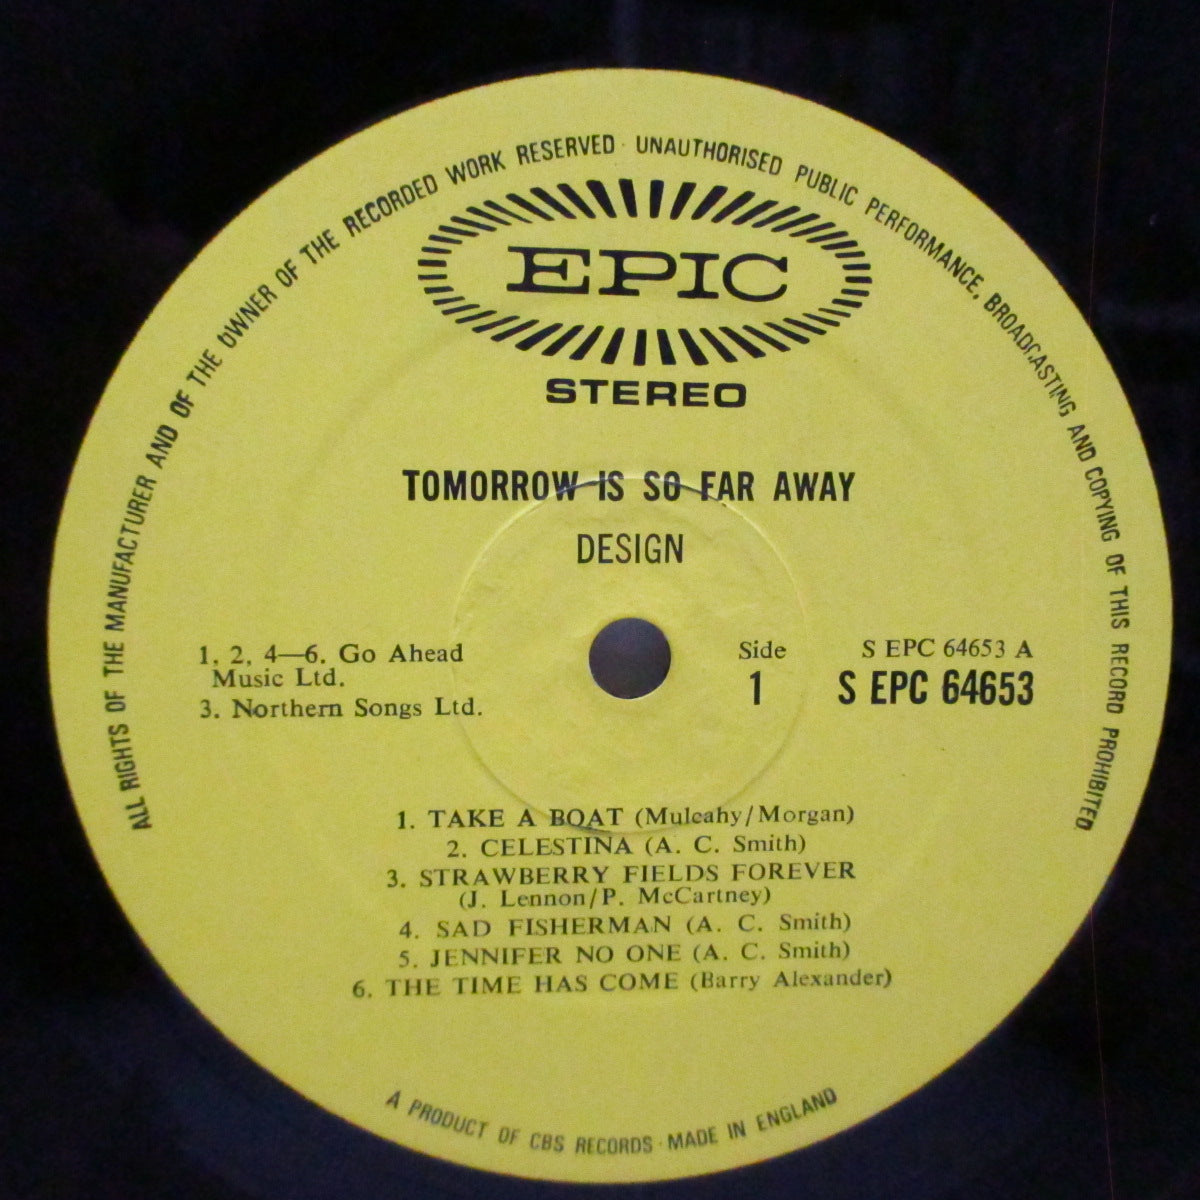 ALL RIGHTS OF THE MANUFACTURER AND OF THE OWNER OF THE RECORDED WORK RESERVED · UNAUTHORISED PUBLIC PERFORMANCE, BROADCASTING AND COPYING OF THIS RECORD PROHIBITED
EPIC
STEREO
TOMORROW IS SO FAR AWAY
DESIGN
1, 2, 4—6. Go Ahead
Music Ltd.
3. Northern Songs Ltd.
Side
1
S EPC 64653 A
S EPC 64653
1. TAKE A BOAT (Mulcahy/Morgan)
2. CELESTINA (A. C. Smith)
3. STRAWBERRY FIELDS FOREVER
(J. Lennon/P. McCartney)
4. SAD FISHERMAN (A. C. Smith)
5. JENNIFER NO ONE (A. C. Smith)
6. THE TIME HAS COME (Barry Alexander)
A PRODUCT OF CBS RECORDS · MADE IN ENGLAND